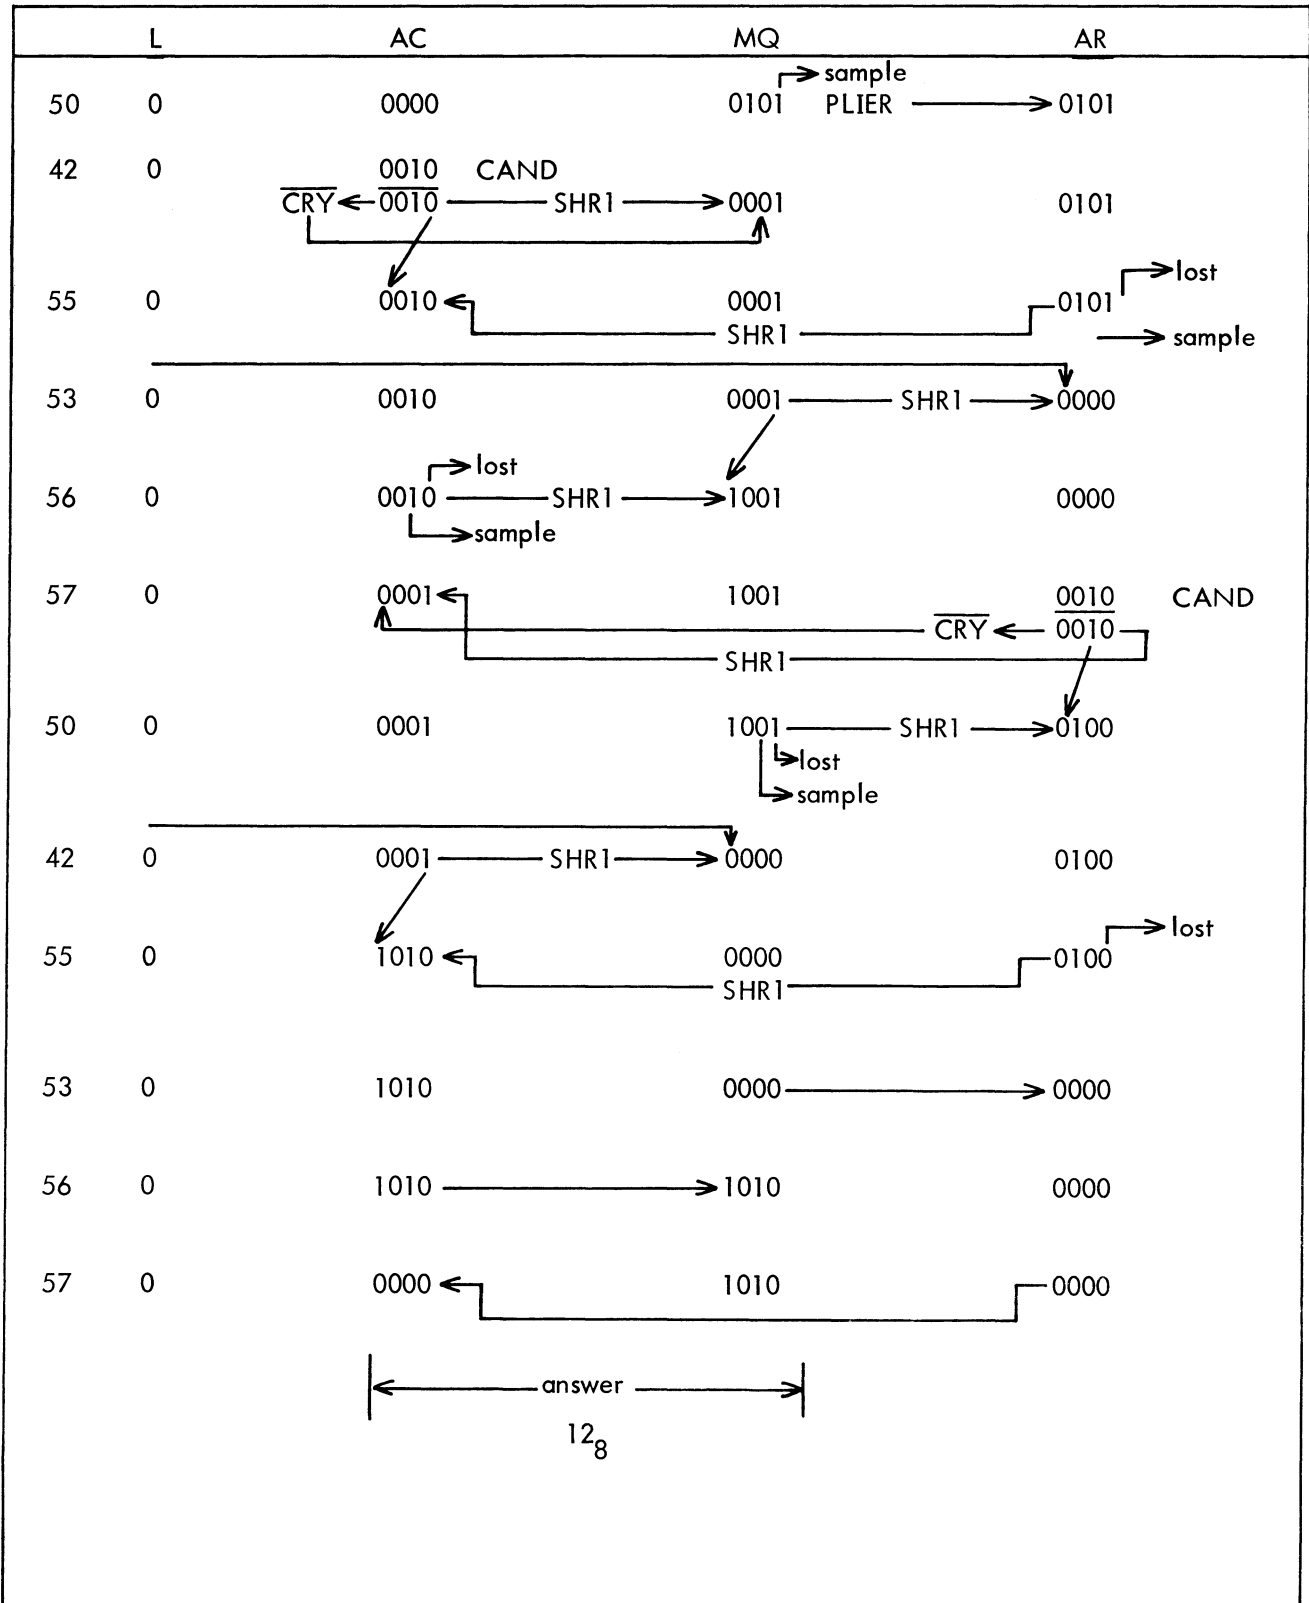 L AC MQ AR
sample
50 0 0000 0101 PLIER 0101
42 0 0010 CAND
CRY 0010 SHR1 0001 0101
lost
55 0 0010 0001 0101
SHR1 sample
53 0 0010 0001 SHR1 0000
lost
56 0 0010 SHR1 1001 0000
sample
57 0 0001 1001 0010 CAND
CRY 0010
SHR1
50 0 0001 1001 SHR1 0100
lost
sample
42 0 0001 SHR1 0000 0100
lost
55 0 1010 0000 0100
SHR1
53 0 1010 0000 0000
56 0 1010 1010 0000
57 0 0000 1010 0000
answer
12₈